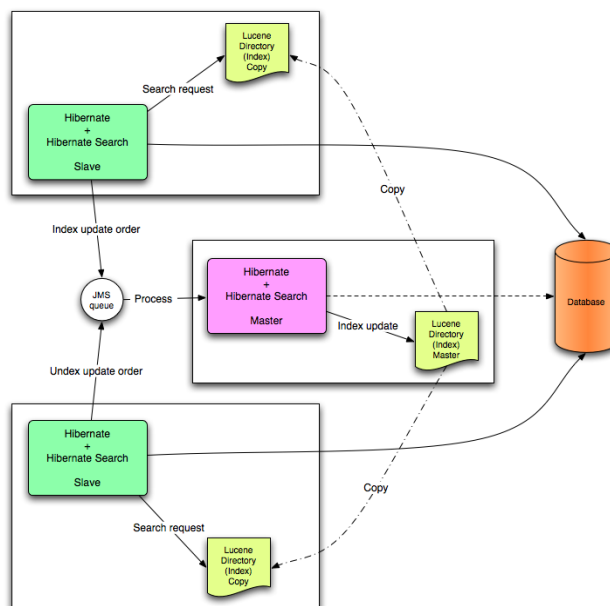 Lucene
Directory
(Index)
Copy
Search request
Hibernate
+
Hibernate Search
Slave
Copy
Index update order
Hibernate
+
Hibernate Search
Master
JMS
queue
Process
Database
Index update
Lucene
Directory
(Index)
Master
Undex update order
Hibernate
+
Hibernate Search
Slave
Copy
Search request
Lucene
Directory
(Index)
Copy